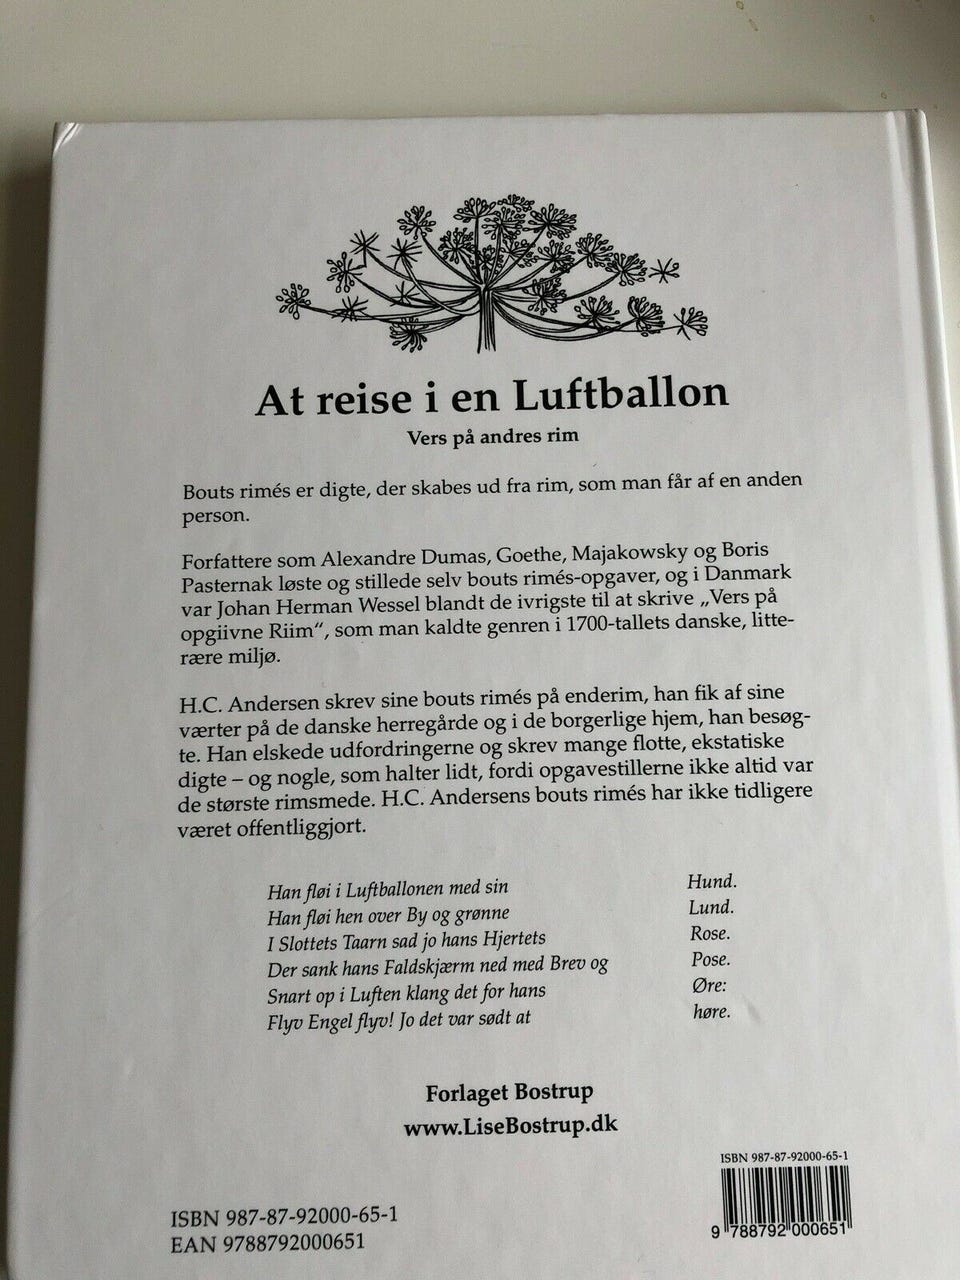 At reise i en Luftballon
Vers på andres rim
Bouts rimés er digte, der skabes ud fra rim, som man får af en anden
person.
Forfattere som Alexandre Dumas, Goethe, Majakowsky og Boris
Pasternak løste og stillede selv bouts rimés-opgaver, og i Danmark
var Johan Herman Wessel blandt de ivrigste til at skrive „Vers på
opgiivne Riim“, som man kaldte genren i 1700-tallets danske, litte-
rære miljø.
H.C. Andersen skrev sine bouts rimés på enderim, han fik af sine
værter på de danske herregårde og i de borgerlige hjem, han besøg-
te. Han elskede udfordringerne og skrev mange flotte, ekstatiske
digte – og nogle, som halter lidt, fordi opgavestillerne ikke altid var
de største rimsmede. H.C. Andersens bouts rimés har ikke tidligere
været offentliggjort.
Han fløi i Luftballonen med sin Hund.
Han fløi hen over By og grønne Lund.
I Slottets Taarn sad jo hans Hjertets Rose.
Der sank hans Faldskjærm ned med Brev og Pose.
Snart op i Luften klang det for hans Øre:
Flyv Engel flyv! Jo det var sødt at høre.
Forlaget Bostrup
www.LiseBostrup.dk
ISBN 987-87-92000-65-1
EAN 9788792000651
ISBN 987-87-92000-65-1
9 788792 000651